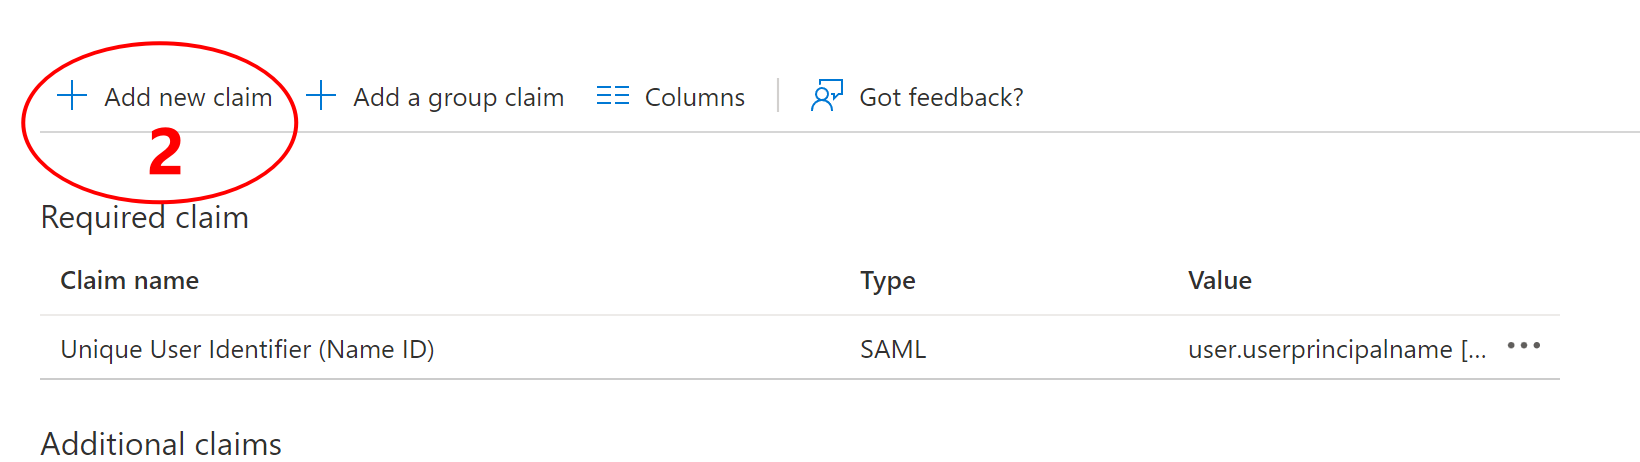 Add new claim Add a group claim Columns Got feedback?
2
Required claim
Claim name Type Value
Unique User Identifier (Name ID) SAML user.userprincipalname [... •••
Additional claims